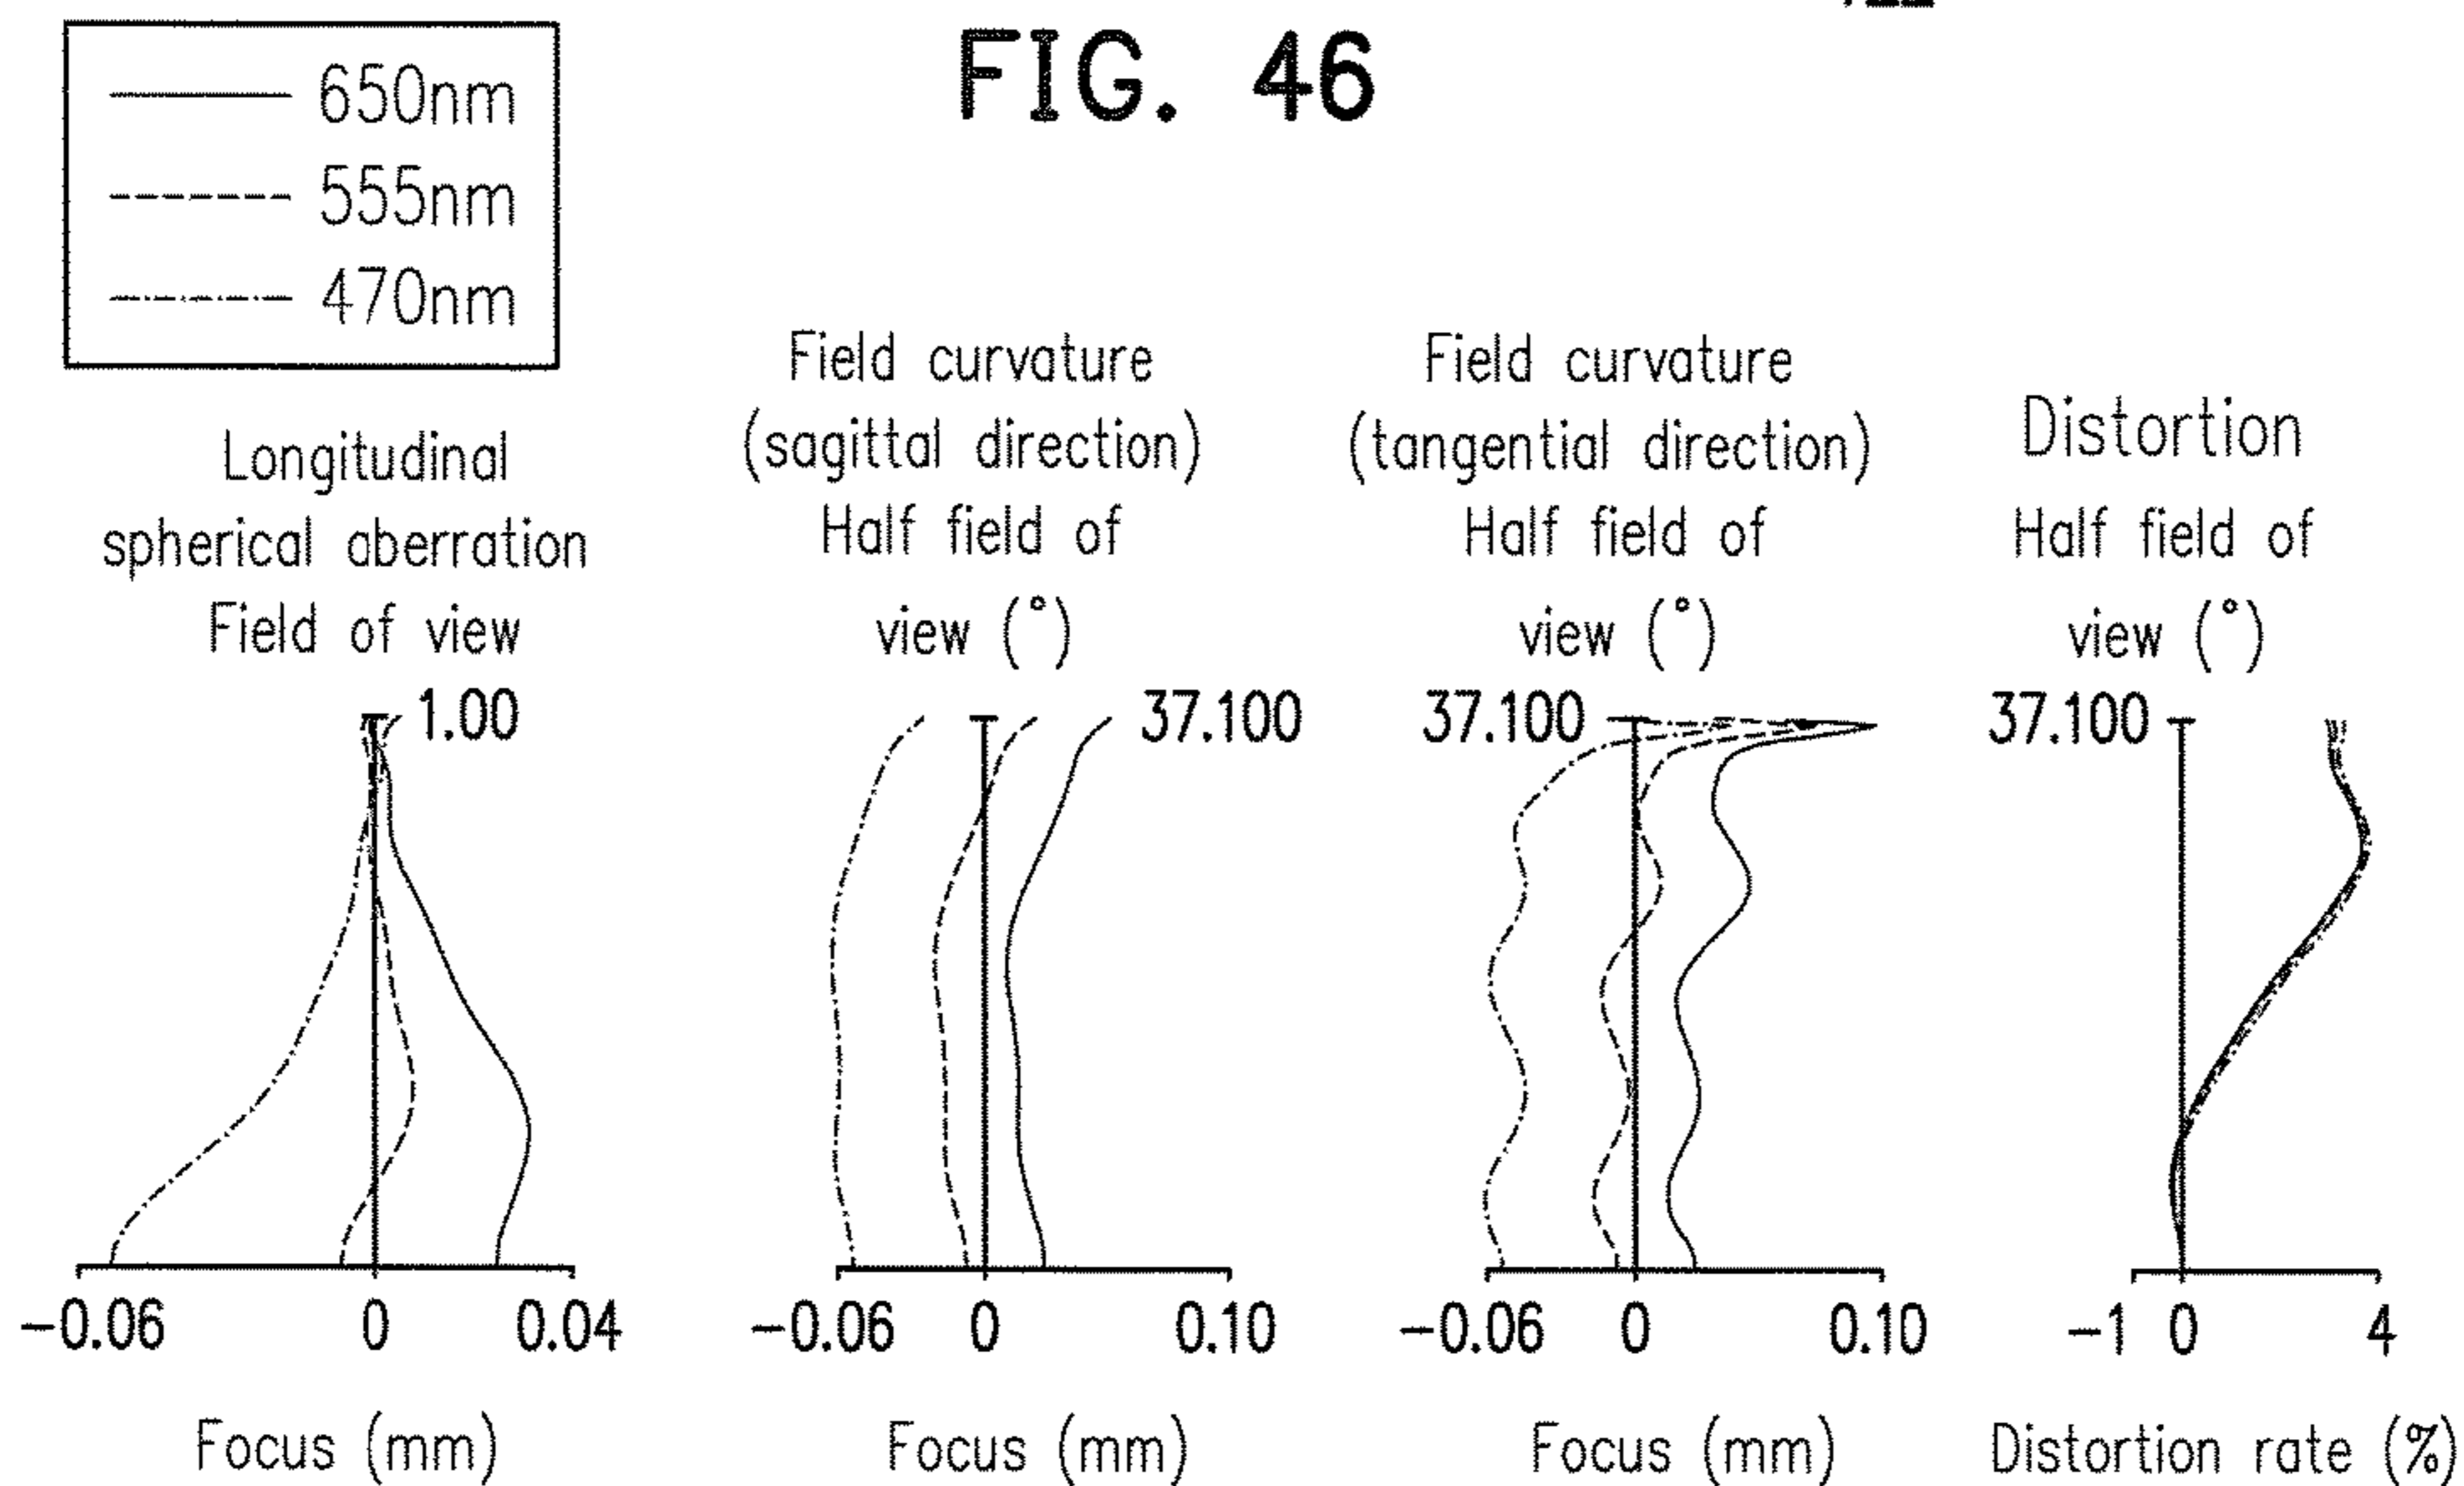 FIG. 46
650nm
555nm
470nm
Longitudinal
spherical aberration
Field of view
1.00
-0.06 0 0.04
Focus (mm)
Field curvature
(sagittal direction)
Half field of
view (°)
37.100
-0.06 0 0.10
Focus (mm)
Field curvature
(tangential direction)
Half field of
view (°)
37.100
-0.06 0 0.10
Focus (mm)
Distortion
Half field of
view (°)
37.100
-1 0 4
Distortion rate (%)